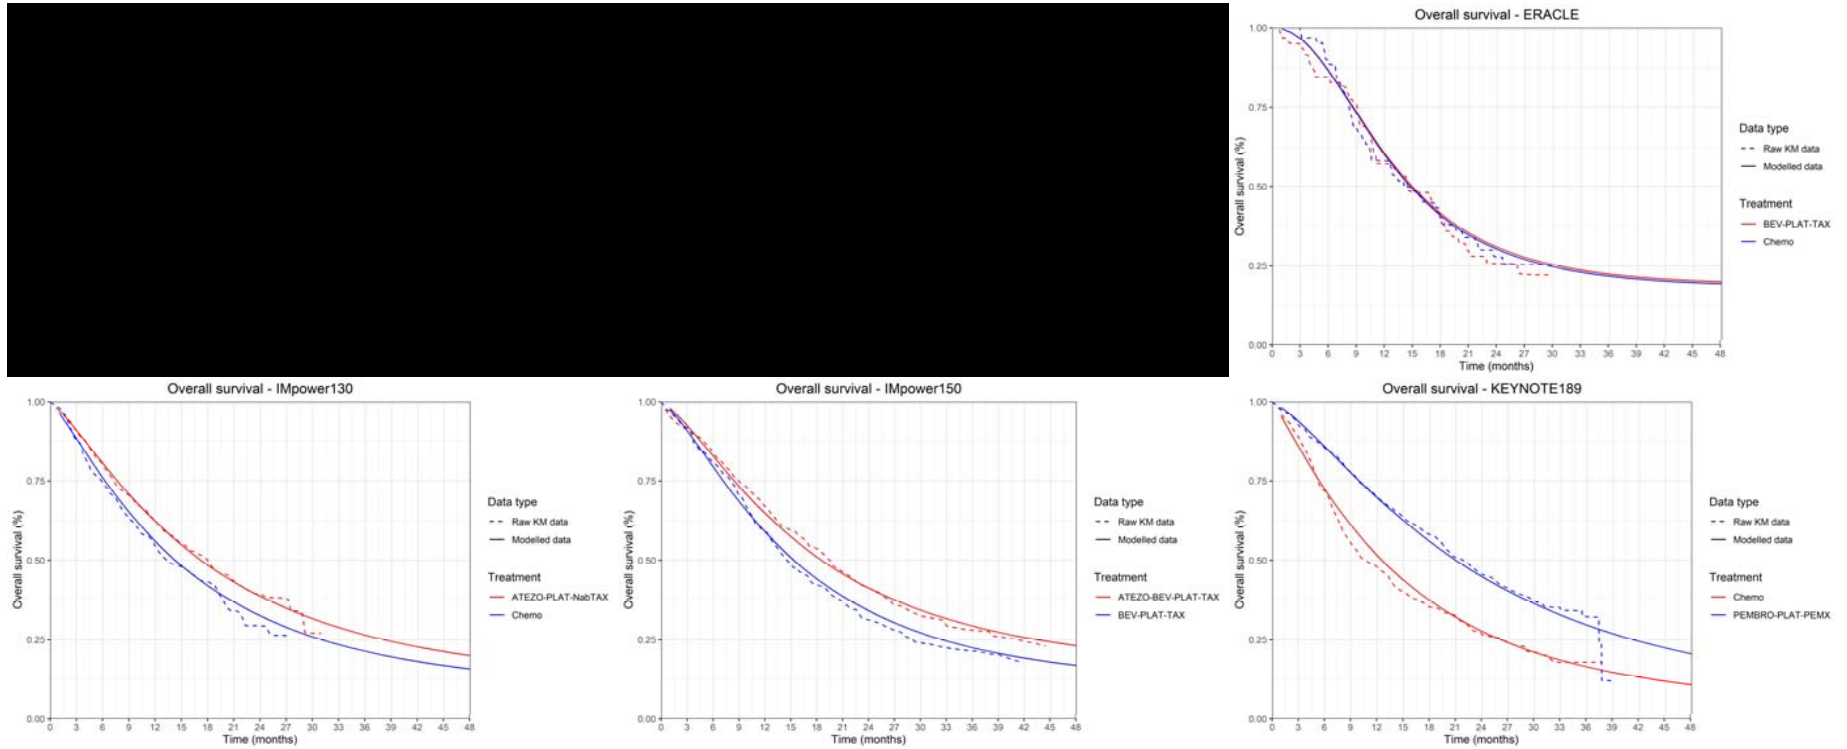 Overall survival - ERACLE
Overall survival (%)
1.00
0.75
0.50
0.25
0.00
0 3 6 9 12 15 18 21 24 27 30 33 36 39 42 45 48
Time (months)
Data type
Raw KM data
Modelled data
Treatment
BEV-PLAT-TAX
Chemo
Overall survival - IMpower130
Overall survival (%)
1.00
0.75
0.50
0.25
0.00
0 3 6 9 12 15 18 21 24 27 30 33 36 39 42 45 48
Time (months)
Data type
Raw KM data
Modelled data
Treatment
ATEZO-PLAT-NabTAX
Chemo
Overall survival - IMpower150
Overall survival (%)
1.00
0.75
0.50
0.25
0.00
0 3 6 9 12 15 18 21 24 27 30 33 36 39 42 45 48
Time (months)
Data type
Raw KM data
Modelled data
Treatment
ATEZO-BEV-PLAT-TAX
BEV-PLAT-TAX
Overall survival - KEYNOTE189
Overall survival (%)
1.00
0.75
0.50
0.25
0.00
0 3 6 9 12 15 18 21 24 27 30 33 36 39 42 45 48
Time (months)
Data type
Raw KM data
Modelled data
Treatment
Chemo
PEMBRO-PLAT-PEMX